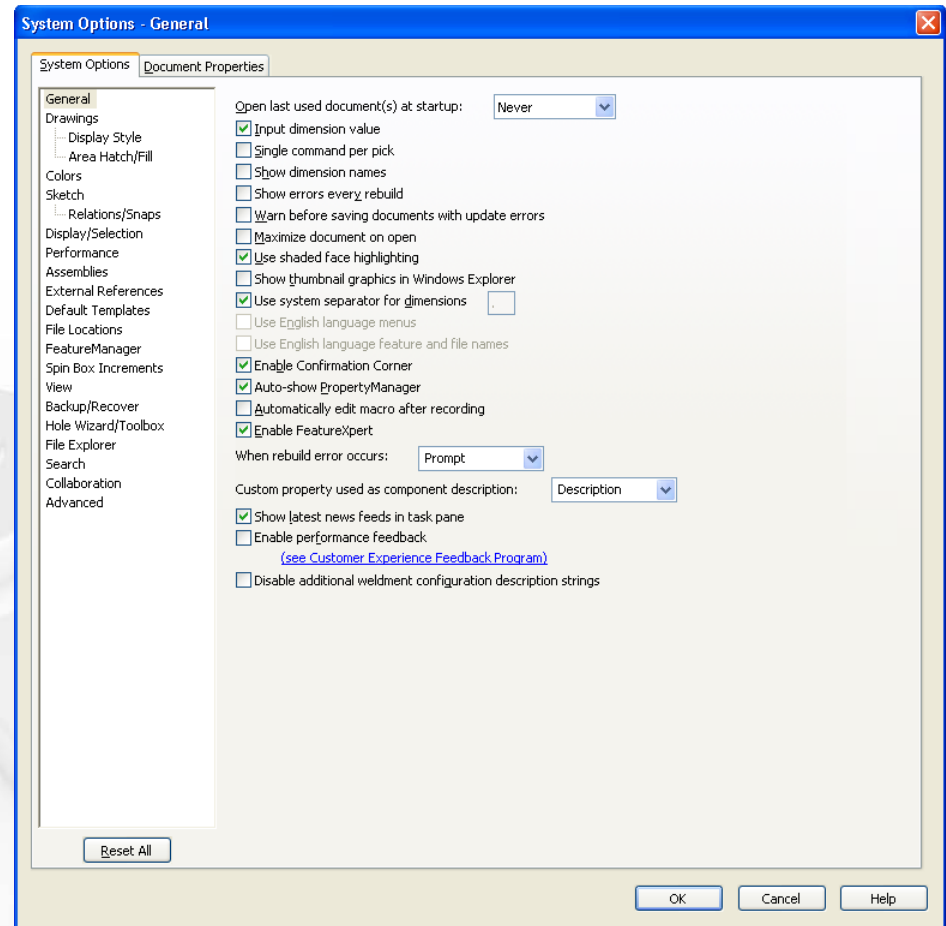 System Options - General
System Options
Document Properties
General
Drawings
Display Style
Area Hatch/Fill
Colors
Sketch
Relations/Snaps
Display/Selection
Performance
Assemblies
External References
Default Templates
File Locations
FeatureManager
Spin Box Increments
View
Backup/Recover
Hole Wizard/Toolbox
File Explorer
Search
Collaboration
Advanced
Reset All
Open last used document(s) at startup: Never
Input dimension value
Single command per pick
Show dimension names
Show errors every rebuild
Warn before saving documents with update errors
Maximize document on open
Use shaded face highlighting
Show thumbnail graphics in Windows Explorer
Use system separator for dimensions .
Use English language menus
Use English language feature and file names
Enable Confirmation Corner
Auto-show PropertyManager
Automatically edit macro after recording
Enable FeatureXpert
When rebuild error occurs: Prompt
Custom property used as component description: Description
Show latest news feeds in task pane
Enable performance feedback
(see Customer Experience Feedback Program)
Disable additional weldment configuration description strings
OK Cancel Help